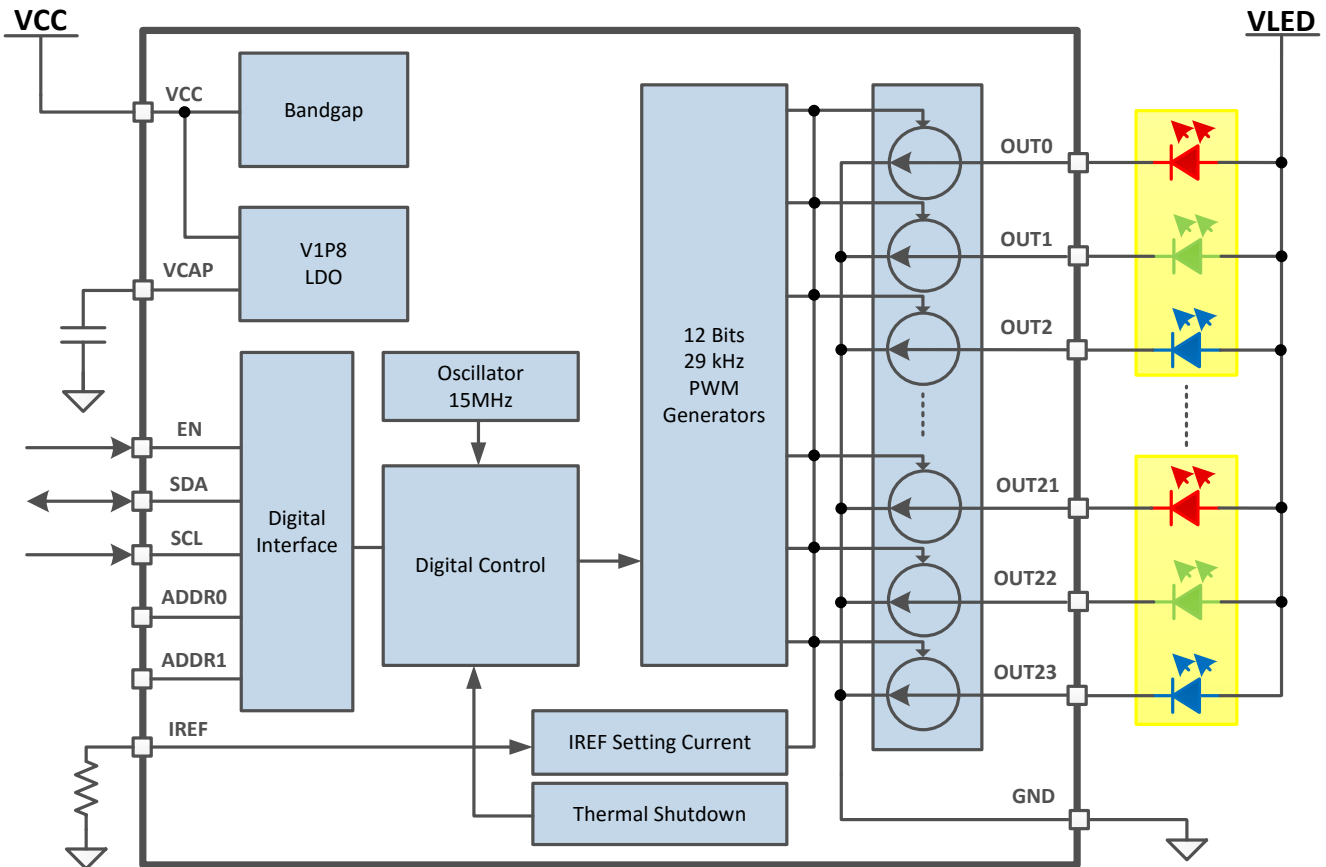 VCC
VLED
VCC
Bandgap
V1P8
LDO
VCAP
12 Bits
29 kHz
PWM
Generators
OUT0
OUT1
OUT2
Oscillator
15MHz
EN
SDA
SCL
ADDR0
ADDR1
Digital
Interface
Digital Control
OUT21
OUT22
OUT23
IREF
IREF Setting Current
Thermal Shutdown
GND